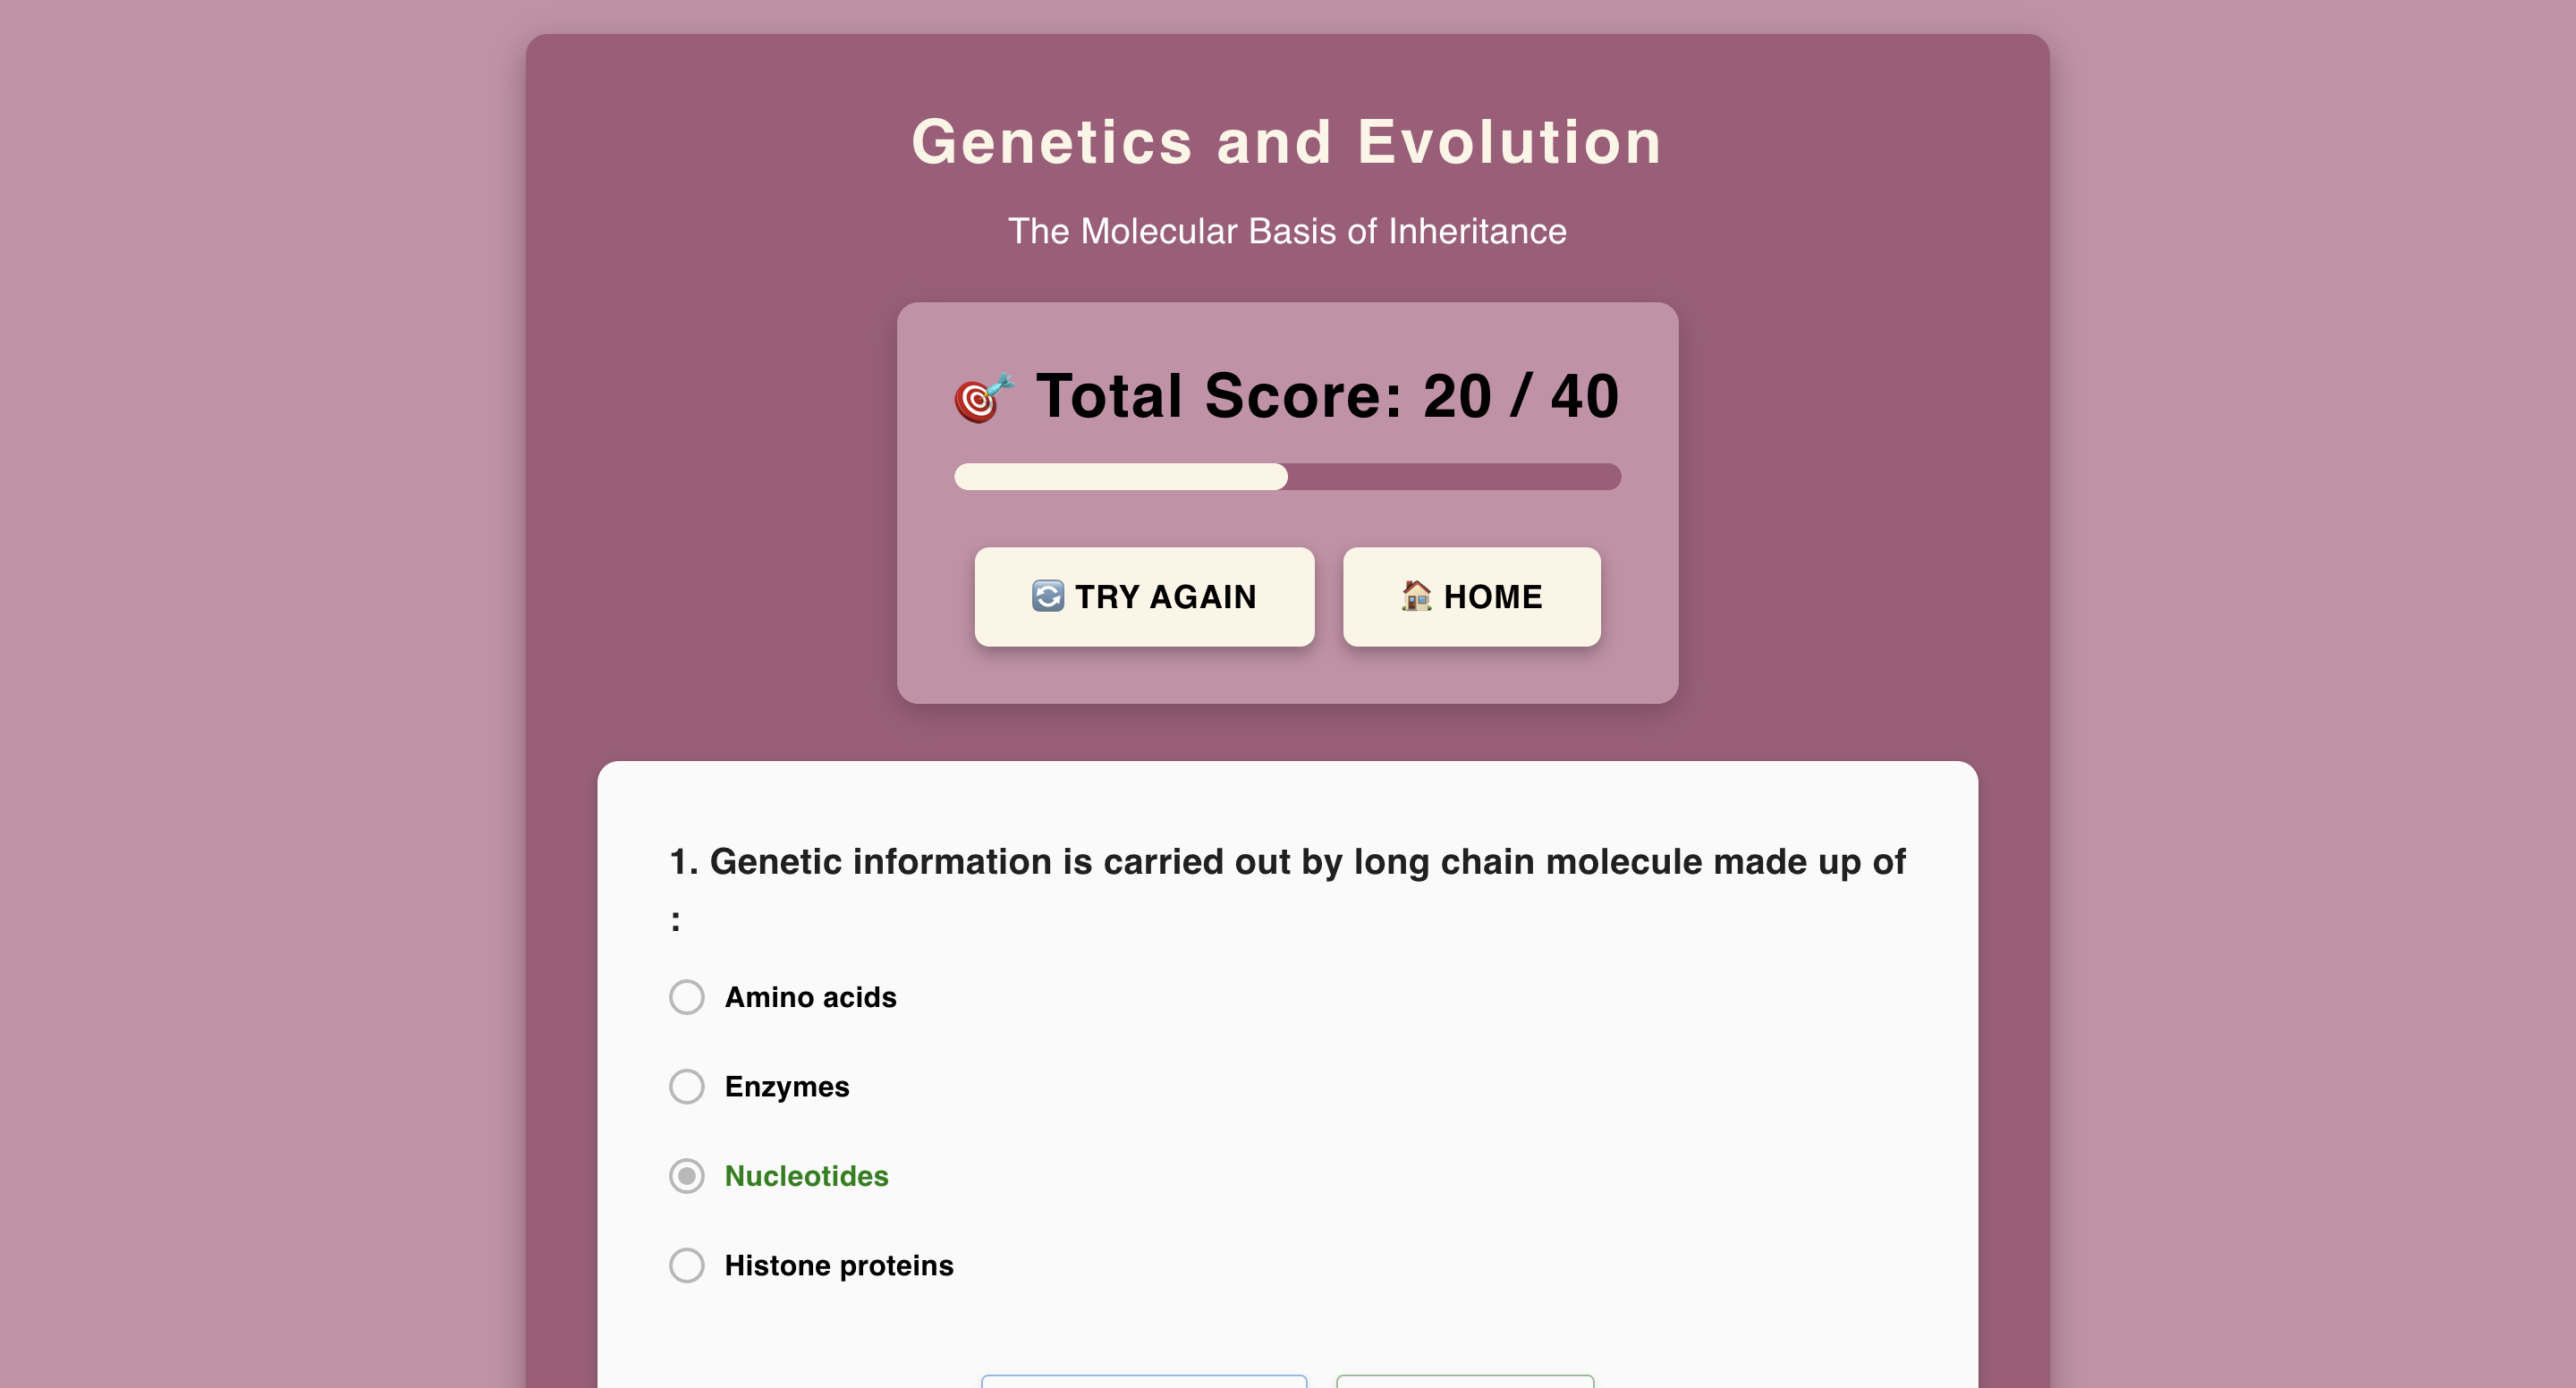 Genetics and Evolution
The Molecular Basis of Inheritance
🎯 Total Score: 20 / 40
🔄 TRY AGAIN
🏠 HOME
1. Genetic information is carried out by long chain molecule made up of
:
Amino acids
Enzymes
Nucleotides
Histone proteins